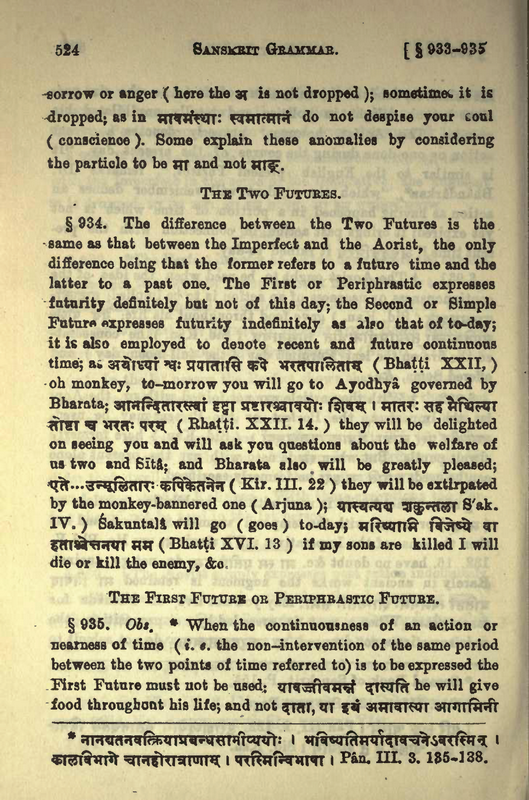 524 SANSKRIT GRAMMAR. [ § 933-935
sorrow or anger ( here the अ is not dropped ); sometimes it is
dropped; as in मावमंस्थाः स्वमात्मानं do not despise your soul
( conscience ). Some explain these anomalies by considering
the particle to be मा and not माङ्.
THE TWO FUTURES.
§ 934. The difference between the Two Futures is the
same as that between the Imperfect and the Aorist, the only
difference being that the former refers to a future time and the
latter to a past one. The First or Periphrastic expresses
futurity definitely but not of this day; the Second or Simple
Future expresses futurity indefinitely as also that of to-day;
it is also employed to denote recent and future continuous
time; as अयोध्यां श्वः प्रयातासि कपे भरतपालिताम् ( Bhaṭṭi XXII, )
oh monkey, to-morrow you will go to Ayodhyâ governed by
Bharata; आनन्दितारस्त्वां दृष्ट्वा प्रष्टारश्चावयोः शिवम् । मातरः सह मैथिल्या
तोष्टा च भरतः परम् ( Bhaṭṭi. XXII. 14. ) they will be delighted
on seeing you and will ask you questions about the welfare of
us two and Sîtâ; and Bharata also will be greatly pleased;
एते...उन्मूलितारः कपिकेतनेन ( Kir. III. 22 ) they will be extirpated
by the monkey-bannered one ( Arjuna ); यास्यत्यद्य शकुन्तला S'ak.
IV. ) Śakuntalâ will go ( goes ) to-day; मरिष्यामि विजेष्ये वा
हताश्चेत्तनया मम ( Bhaṭṭi XVI. 13 ) if my sons are killed I will
die or kill the enemy, &c.
THE FIRST FUTURE OR PERIPHRASTIC FUTURE.
§ 935. Obs. * When the continuousness of an action or
nearness of time ( i. e. the non-intervention of the same period
between the two points of time referred to) is to be expressed the
First Future must not be used; यावज्जीवमन्नं दास्यति he will give
food throughout his life; and not दाता, या इयं अमावास्या आगामिनी
* नानद्यतनवत्क्रियाप्रबन्धसामीप्ययोः । भविष्यतिमर्यादावचनेऽवरस्मिन् ।
कालविभागे चानहोरात्राणाम् । परस्मिन्विभाषा । Pân. III. 3. 135-138.